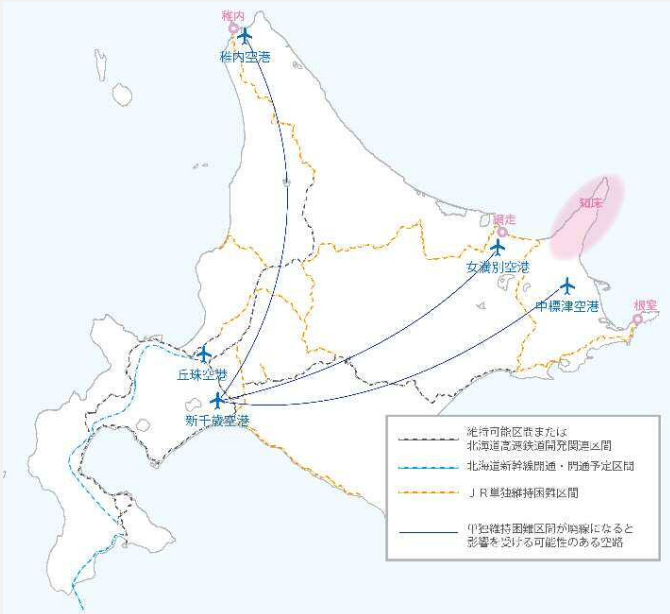 稚内
稚内空港
知床
網走
女満別空港
中標津空港
根室
丘珠空港
新千歳空港
維持可能区間または
北海道高速鉄道開発関連区間
北海道新幹線開通・開通予定区間
ＪＲ単独維持困難区間
単独維持困難区間が廃線になると
影響を受ける可能性のある空路